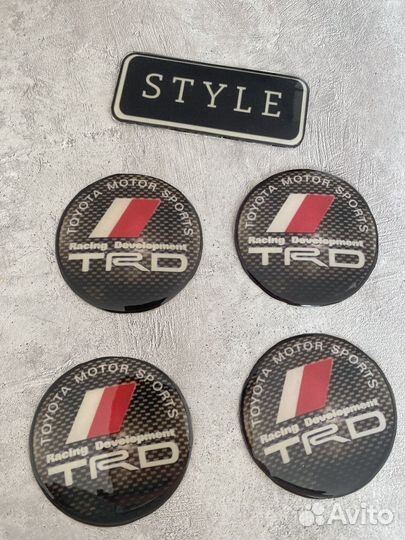 STYLE
TOYOTA MOTOR SPORTS
Racing Development
TRD
TOYOTA MOTOR SPORTS
Racing Development
TRD
TOYOTA MOTOR SPORTS
Racing Development
TRD
TOYOTA MOTOR SPORTS
Racing Development
TRD
Avito